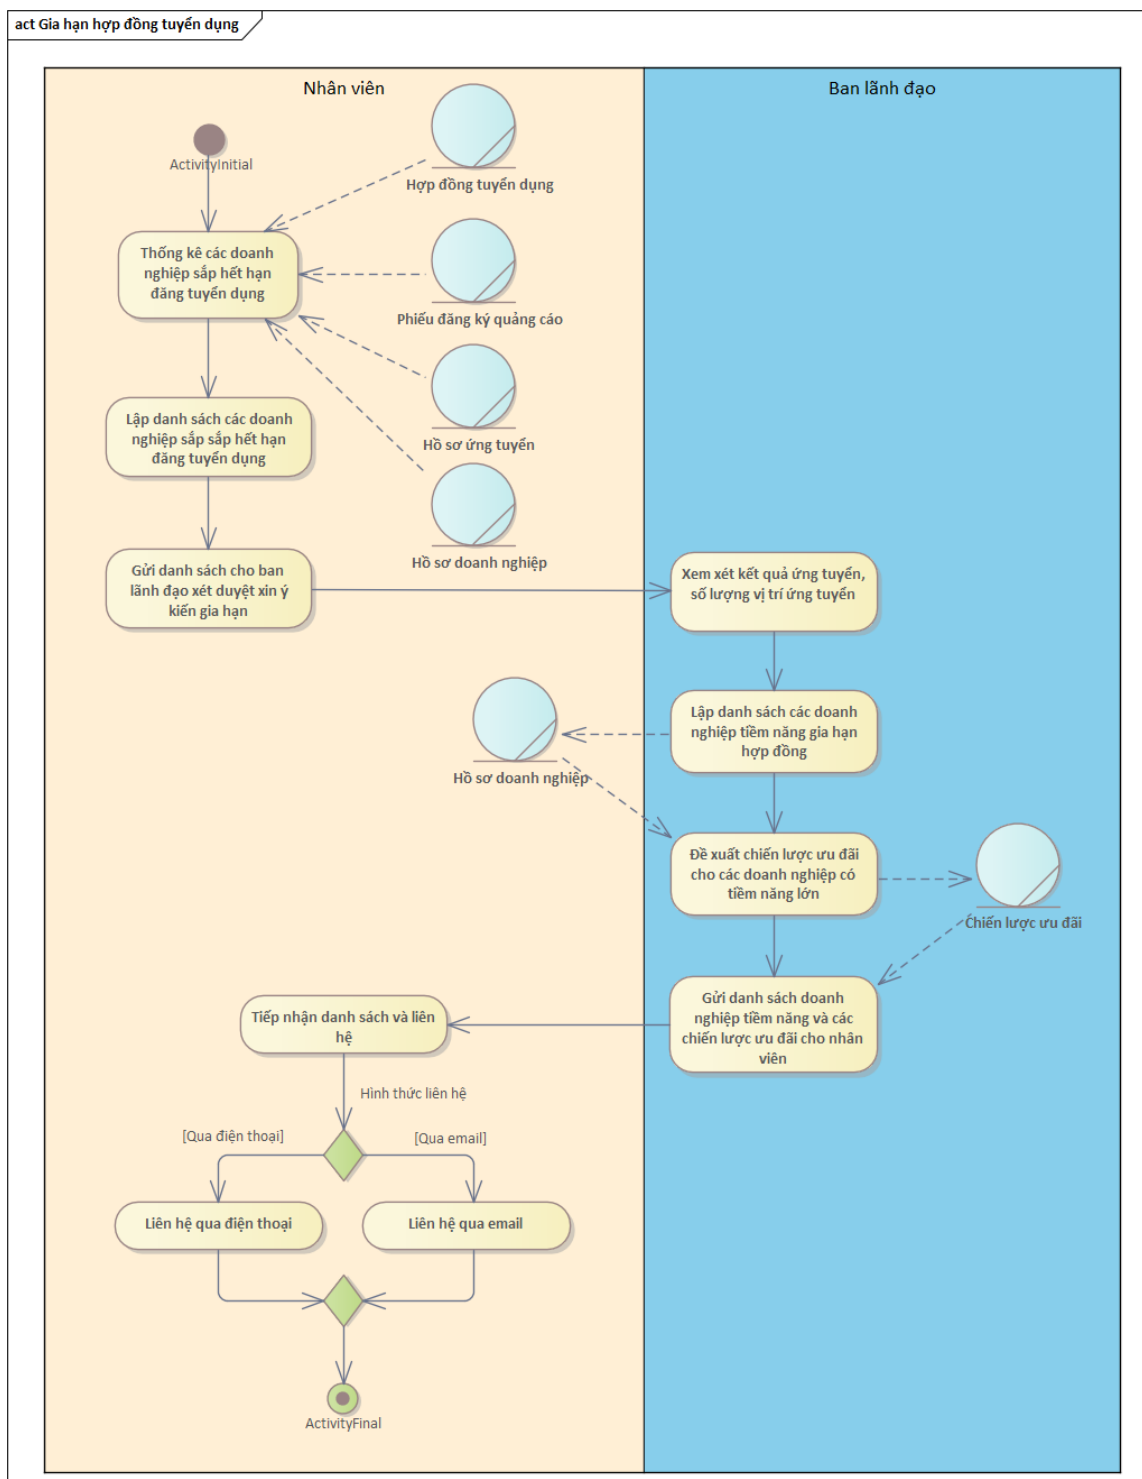 act Gia hạn hợp đồng tuyển dụng
Nhân viên
Ban lãnh đạo
ActivityInitial
Hợp đồng tuyển dụng
Thống kê các doanh
nghiệp sắp hết hạn
đăng tuyển dụng
Phiếu đăng ký quảng cáo
Hồ sơ ứng tuyển
Lập danh sách các doanh
nghiệp sắp sắp hết hạn
đăng tuyển dụng
Hồ sơ doanh nghiệp
Gửi danh sách cho ban
lãnh đạo xét duyệt xin ý
kiến gia hạn
Xem xét kết quả ứng tuyển,
số lượng vị trí ứng tuyển
Lập danh sách các doanh
nghiệp tiềm năng gia hạn
hợp đồng
Hồ sơ doanh nghiệp
Đề xuất chiến lược ưu đãi
cho các doanh nghiệp có
tiềm năng lớn
Chiến lược ưu đãi
Gửi danh sách doanh
nghiệp tiềm năng và các
chiến lược ưu đãi cho nhân
viên
Tiếp nhận danh sách và liên
hệ
Hình thức liên hệ
[Qua điện thoại]
[Qua email]
Liên hệ qua điện thoại
Liên hệ qua email
ActivityFinal